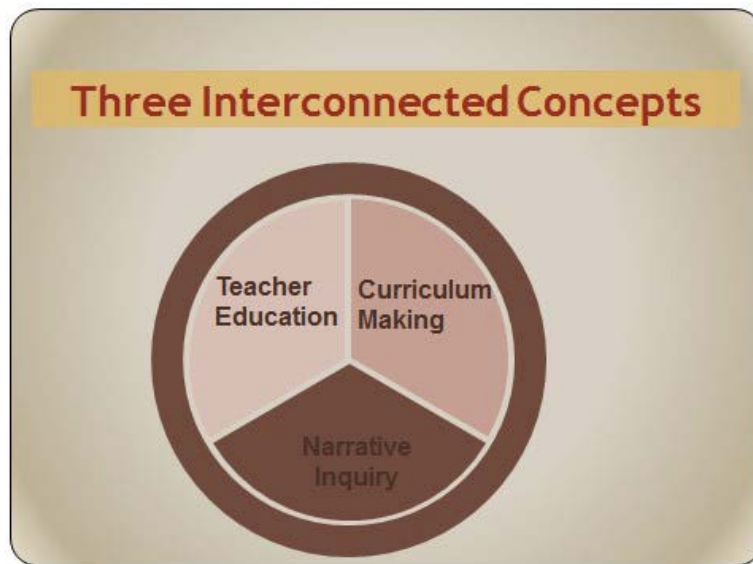 Three Interconnected Concepts
Teacher
Education
Curriculum
Making
Narrative
Inquiry